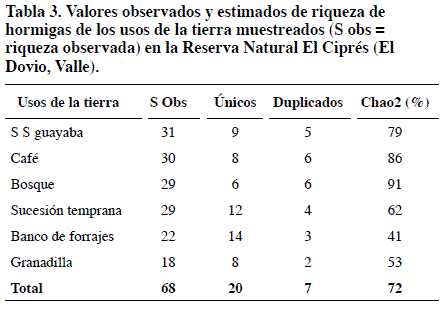 Tabla 3. Valores observados y estimados de riqueza de
hormigas de los usos de la tierra muestreados (S obs =
riqueza observada) en la Reserva Natural El Ciprés (El
Dovio, Valle).
Usos de la tierra S Obs Únicos Duplicados Chao2 (%)
S S guayaba 31 9 5 79
Café 30 8 6 86
Bosque 29 6 6 91
Sucesión temprana 29 12 4 62
Banco de forrajes 22 14 3 41
Granadilla 18 8 2 53
Total 68 20 7 72